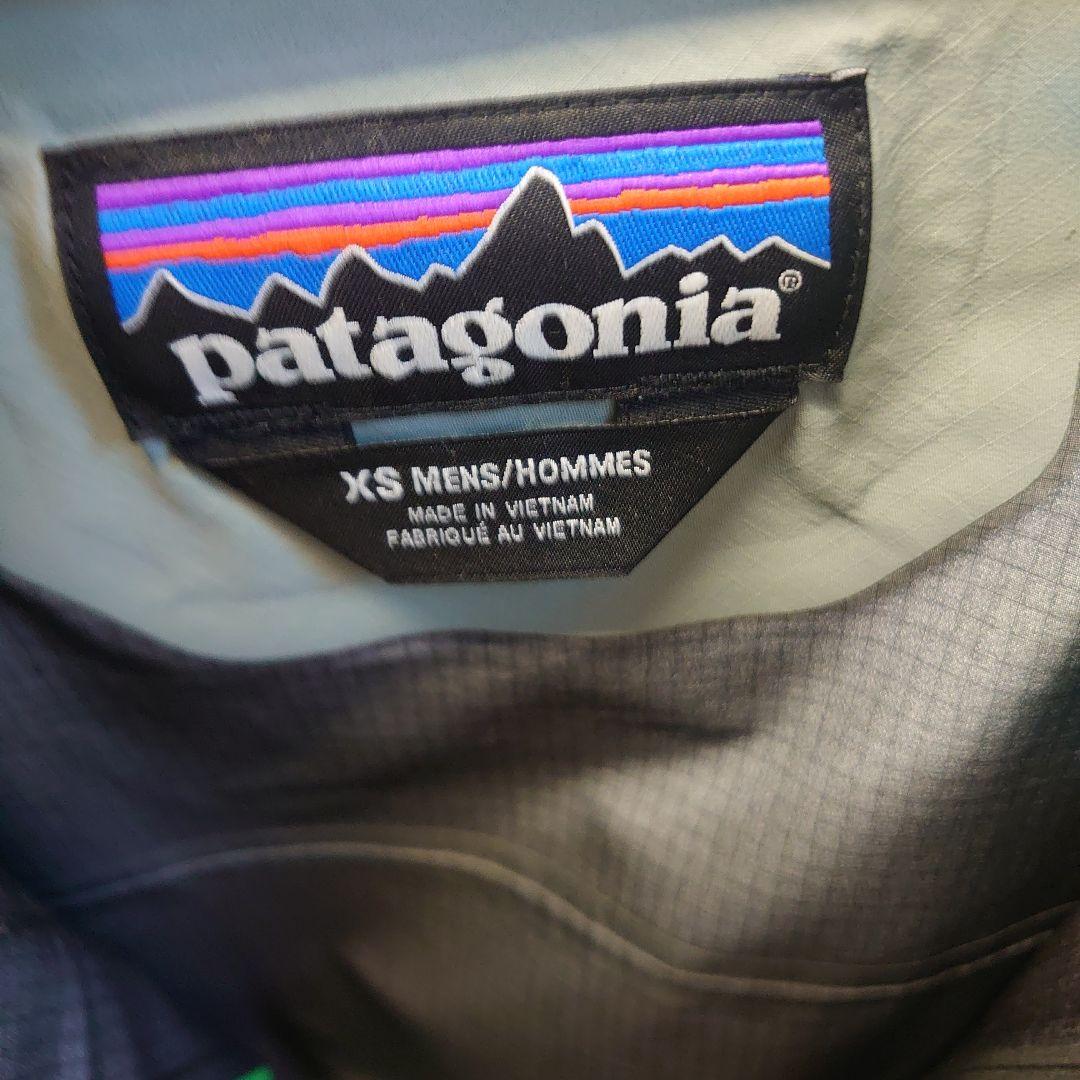 patagonia®
XS MENS/HOMMES
MADE IN VIETNAM
FABRIQUÉ AU VIETNAM